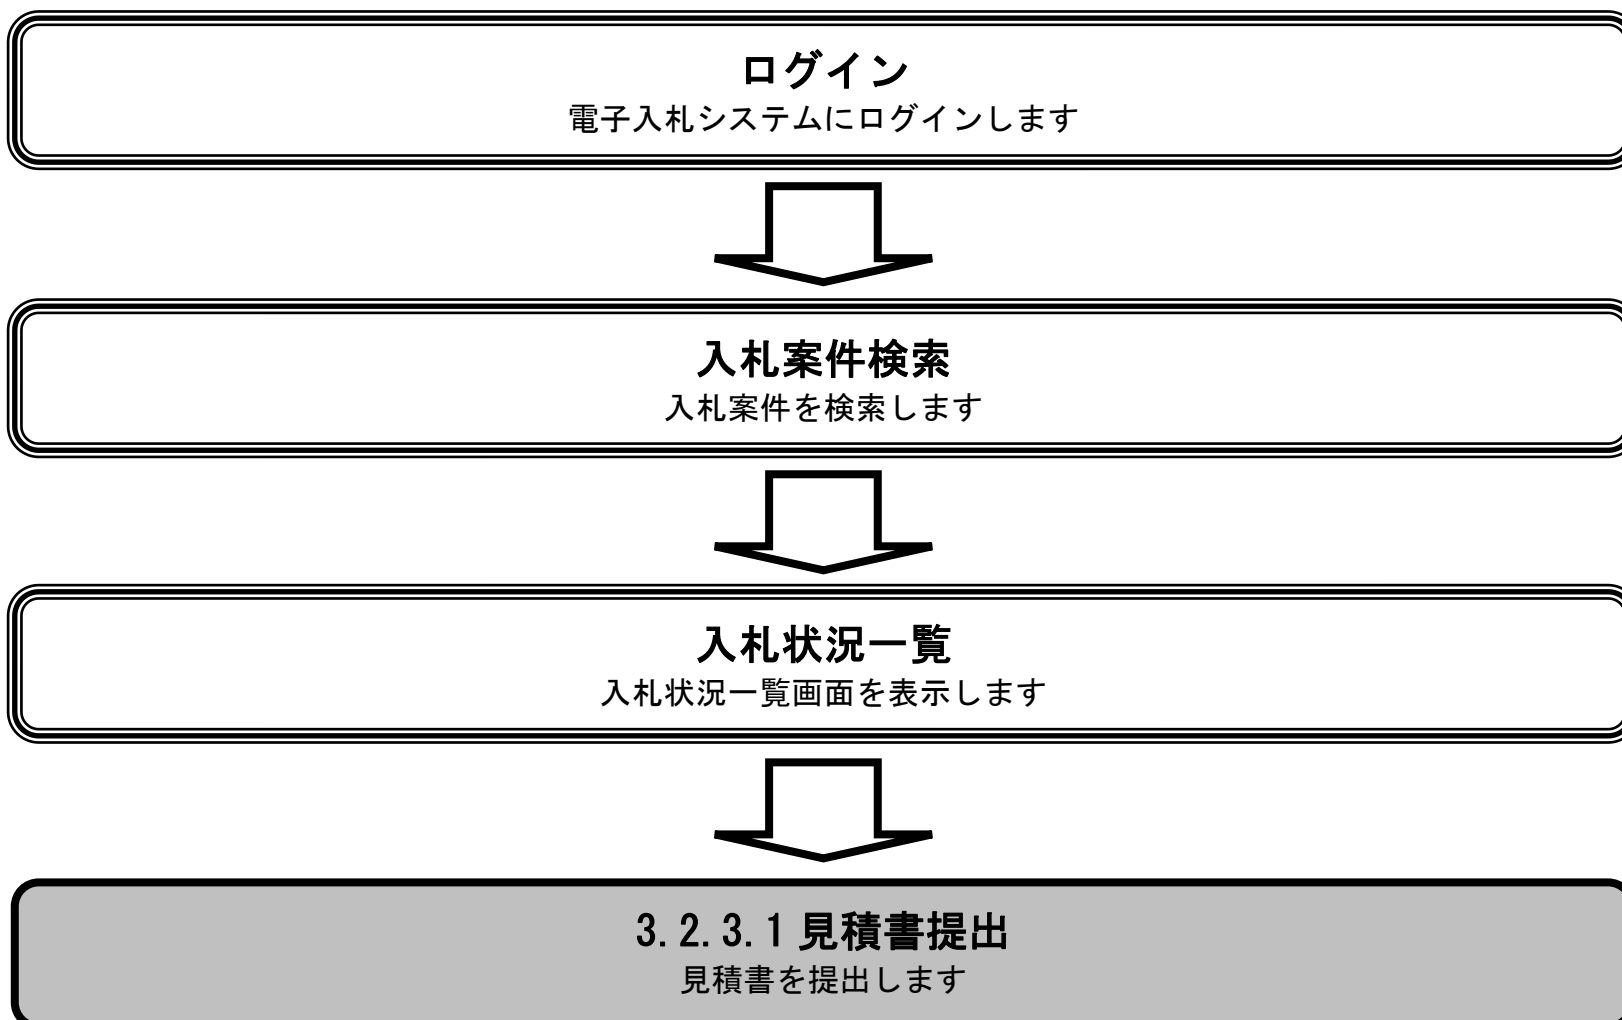 ログイン
電子入札システムにログインします
入札案件検索
入札案件を検索します
入札状況一覧
入札状況一覧画面を表示します
3.2.3.1 見積書提出
見積書を提出します